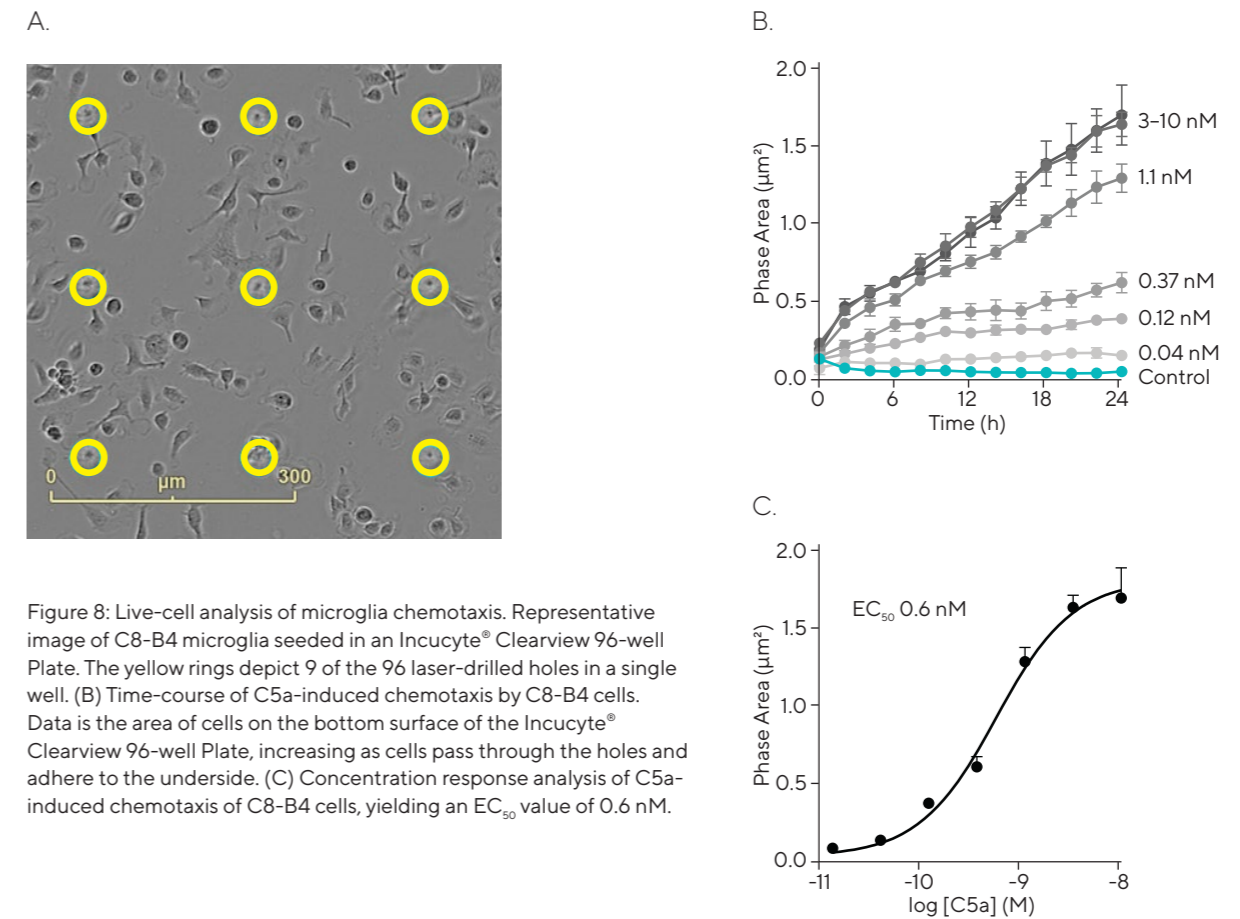 A.
0
μm
300
Figure 8: Live-cell analysis of microglia chemotaxis. Representative
image of C8-B4 microglia seeded in an Incucyte® Clearview 96-well
Plate. The yellow rings depict 9 of the 96 laser-drilled holes in a single
well. (B) Time-course of C5a-induced chemotaxis by C8-B4 cells.
Data is the area of cells on the bottom surface of the Incucyte®
Clearview 96-well Plate, increasing as cells pass through the holes and
adhere to the underside. (C) Concentration response analysis of C5a-
induced chemotaxis of C8-B4 cells, yielding an EC₅₀ value of 0.6 nM.
B.
Phase Area (μm²)
2.0
1.5
1.0
0.5
0.0
0 6 12 18 24
Time (h)
3–10 nM
1.1 nM
0.37 nM
0.12 nM
0.04 nM
Control
C.
Phase Area (μm²)
2.0
1.5
1.0
0.5
0.0
EC₅₀ 0.6 nM
-11 -10 -9 -8
log [C5a] (M)